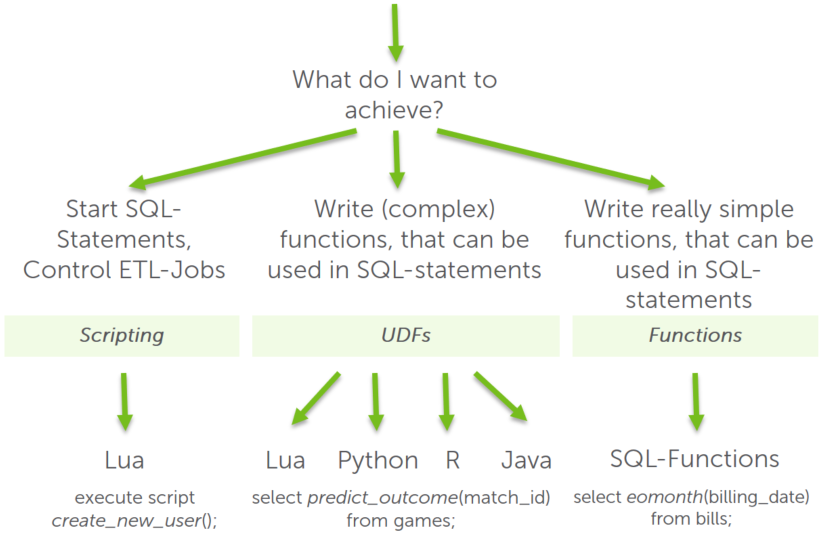 What do I want to
achieve?
Start SQL-
Statements,
Control ETL-Jobs
Write (complex)
functions, that can be
used in SQL-statements
Write really simple
functions, that can be
used in SQL-
statements
Scripting
UDFs
Functions
Lua
Lua
Python
R
Java
SQL-Functions
execute script
create_new_user();
select predict_outcome(match_id)
from games;
select eomonth(billing_date)
from bills;